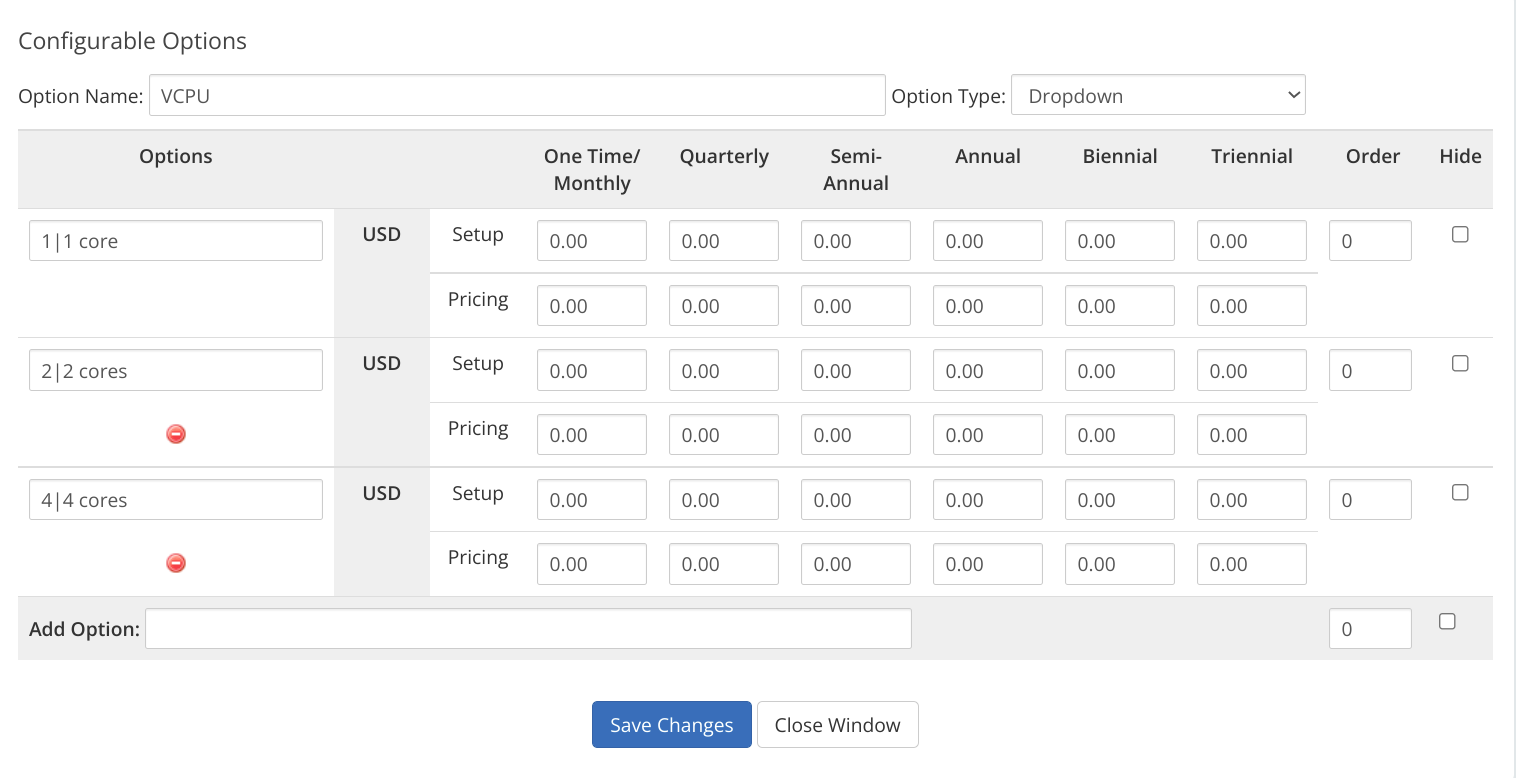 Configurable Options
Option Name: VCPU Option Type: Dropdown
Options One Time/ Monthly Quarterly Semi- Annual Annual Biennial Triennial Order Hide
1|1 core USD Setup 0.00 0.00 0.00 0.00 0.00 0.00 0
Pricing 0.00 0.00 0.00 0.00 0.00 0.00
2|2 cores USD Setup 0.00 0.00 0.00 0.00 0.00 0.00 0
Pricing 0.00 0.00 0.00 0.00 0.00 0.00
4|4 cores USD Setup 0.00 0.00 0.00 0.00 0.00 0.00 0
Pricing 0.00 0.00 0.00 0.00 0.00 0.00
Add Option: 0
Save Changes Close Window